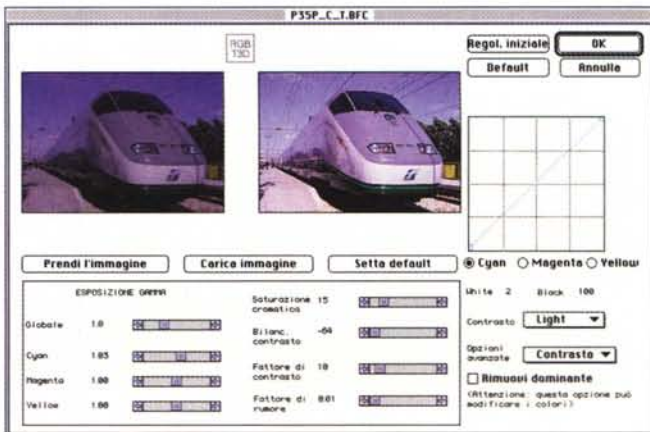 P35P_C_T.BFC
RGB
T3D
Regol. iniziale
OK
Default
Annulla
Prendi l'immagine
Carica immagine
Setta default
Cyan
Magenta
Yellow
ESPOSIZIONE GAMMA
Globale 1.0
Cyan 1.03
Magenta 1.00
Yellow 1.00
Saturazione cromatica 15
Bilanc. contrasto -64
Fattore di contrasto 10
Fattore di rumore 0.01
White 2 Black 100
Contrasto Light
Opzioni avanzate Contrasto
Rimuovi dominante
(Attenzione: questa opzione può
modificare i colori)